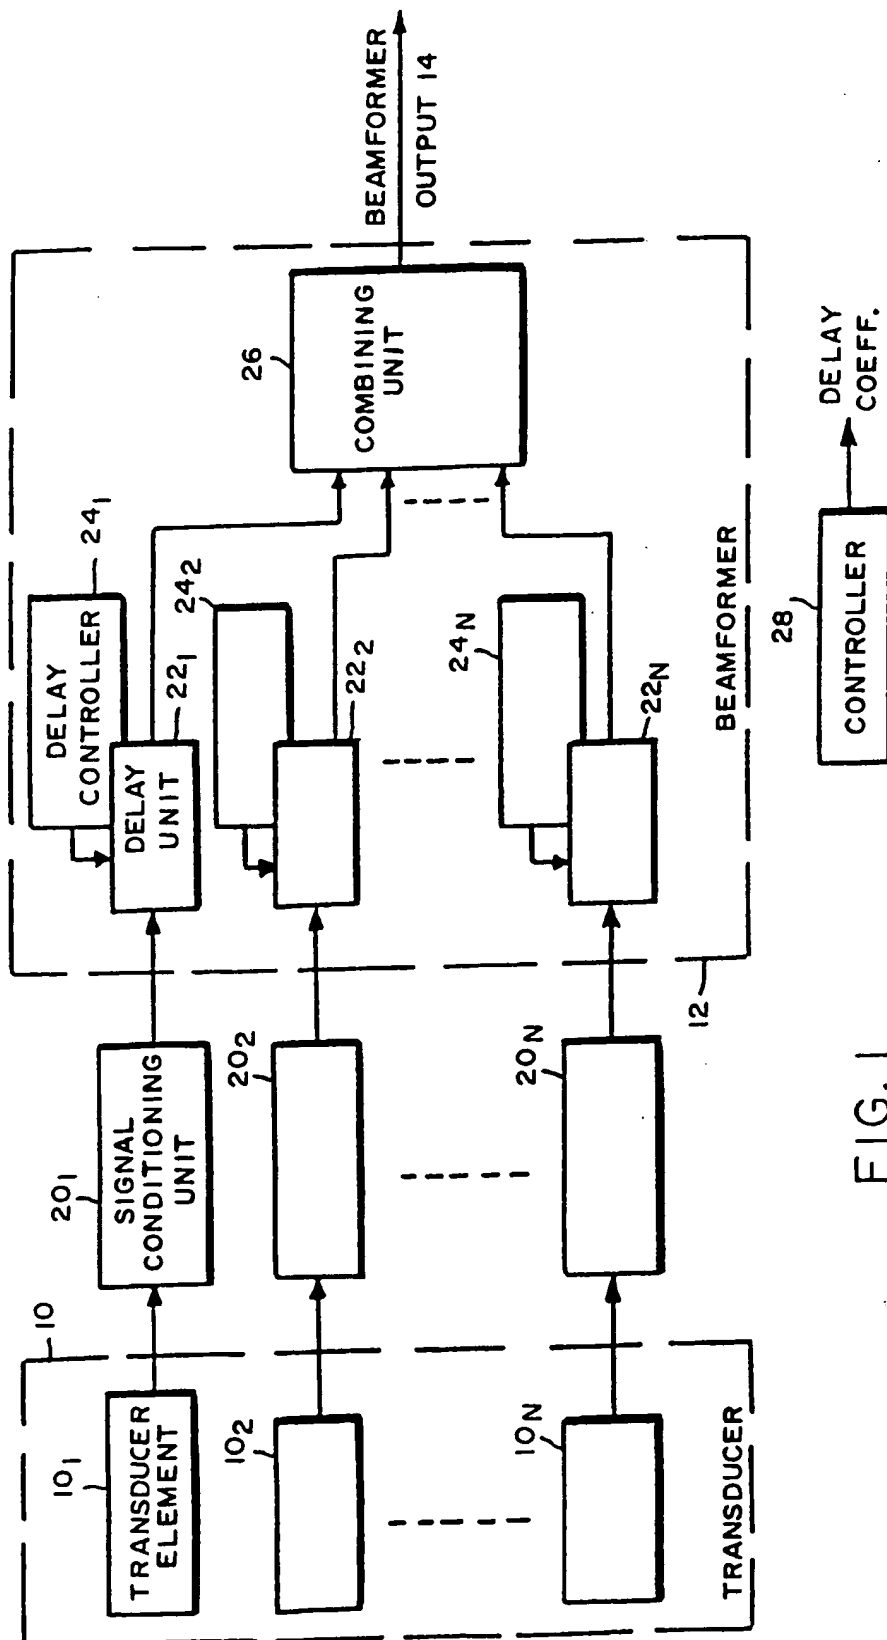 10
10₁
TRANSDUCER
ELEMENT
10₂
10N
TRANSDUCER
20₁
SIGNAL
CONDITIONING
UNIT
20₂
20N
12
DELAY
CONTROLLER
24₁
DELAY
UNIT
22₁
24₂
22₂
24N
22N
26
COMBINING
UNIT
BEAMFORMER
BEAMFORMER
OUTPUT 14
28
CONTROLLER
DELAY
COEFF.
FIG. 1